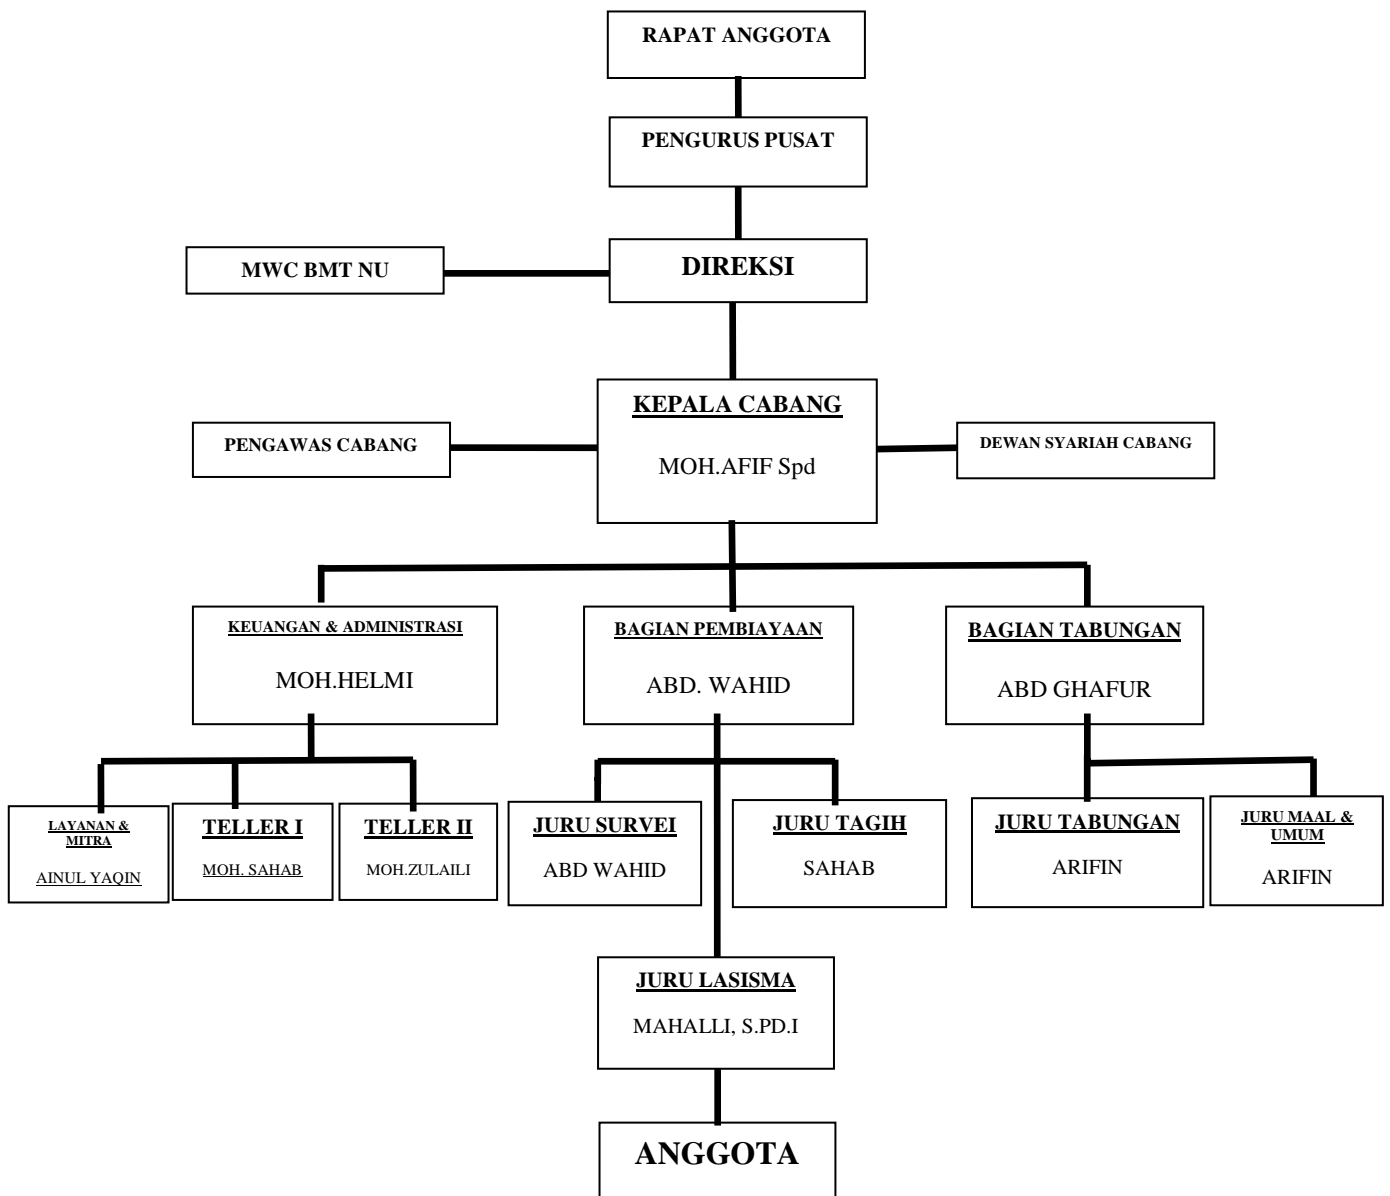 RAPAT ANGGOTA
PENGURUS PUSAT
MWC BMT NU
DIREKSI
KEPALA CABANG
MOH.AFIF Spd
PENGAWAS CABANG
DEWAN SYARIAH CABANG
KEUANGAN & ADMINISTRASI
MOH.HELMI
BAGIAN PEMBIAYAAN
ABD. WAHID
BAGIAN TABUNGAN
ABD GHAFUR
LAYANAN &
MITRA
AINUL YAQIN
TELLER I
MOH. SAHAB
TELLER II
MOH.ZULAILI
JURU SURVEI
ABD WAHID
JURU TAGIH
SAHAB
JURU TABUNGAN
ARIFIN
JURU MAAL &
UMUM
ARIFIN
JURU LASISMA
MAHALLI, S.PD.I
ANGGOTA